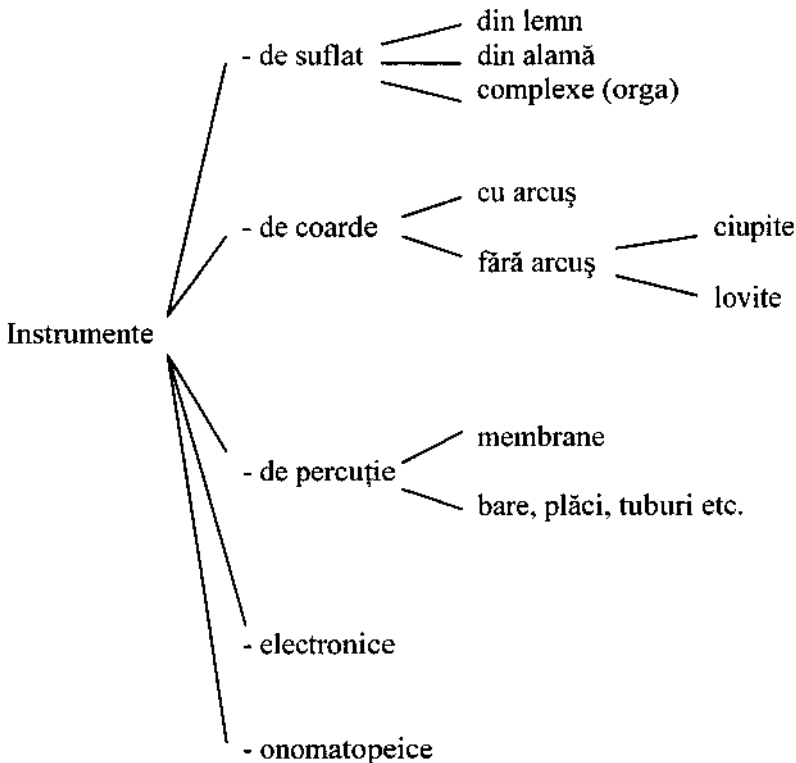 din lemn
- de suflat
din alamă
complexe (orga)
cu arcuş
- de coarde
fără arcuş
ciupite
lovite
Instrumente
membrane
- de percuţie
bare, plăci, tuburi etc.
- electronice
- onomatopeice